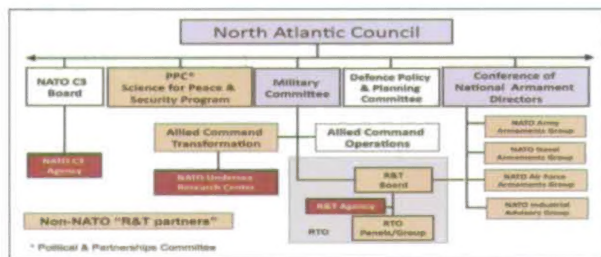 North Atlantic Council
NATO C3
Board
PPC*
Science for Peace &
Security Program
Military
Committee
Defence Policy
& Planning
Committee
Conference of
National Armament
Directors
Allied Command
Transformation
Allied Command
Operations
NATO Army
Armaments Group
NATO Naval
Armaments Group
NATO Air Force
Armaments Group
NATO Industrial
Advisory Group
NATO C3
Agency
NATO Undersea
Research Center
R&T
Board
R&T Agency
RTO
RTO
Panels/Group
Non-NATO "R&T partners"
* Political & Partnerships Committee